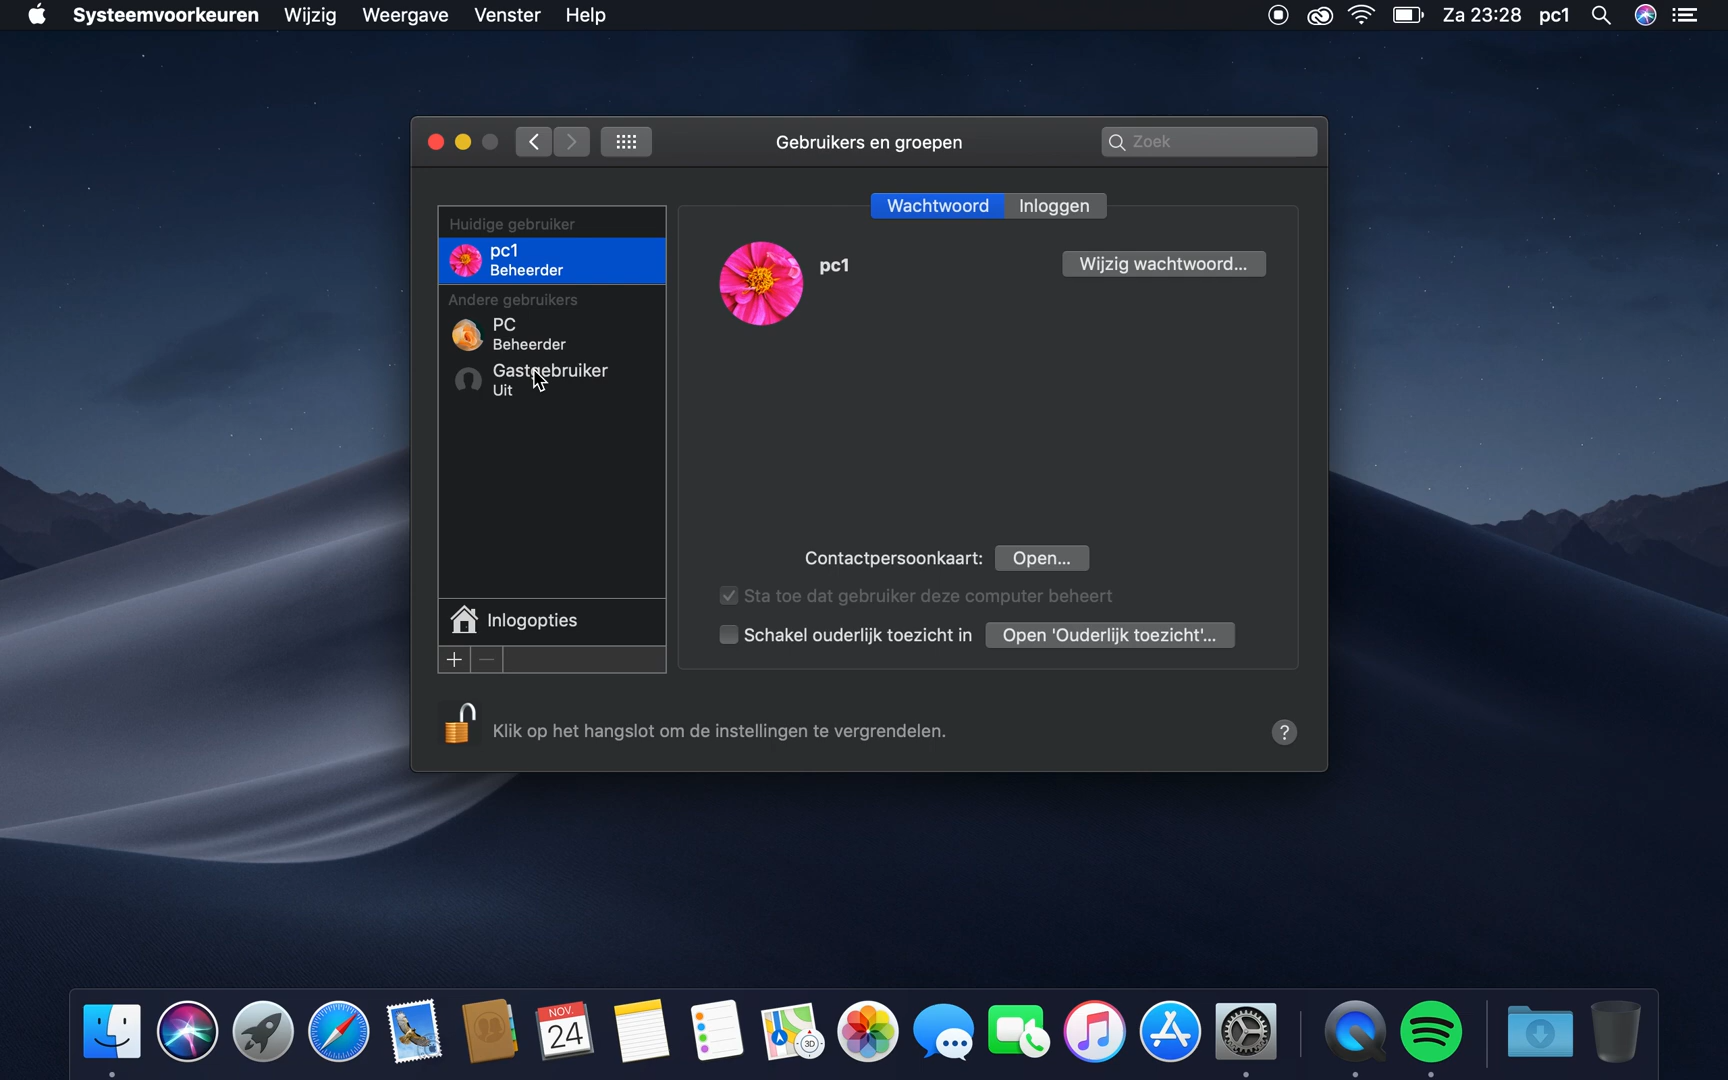 Systeemvoorkeuren Wijzig Weergave Venster Help Za 23:28 pc1
Gebruikers en groepen
Zoek
Wachtwoord Inloggen
Huidige gebruiker
pc1
Beheerder
Andere gebruikers
PC
Beheerder
Gastgebruiker
Uit
Inlogopties
pc1
Wijzig wachtwoord...
Contactpersoonkaart: Open...
Sta toe dat gebruiker deze computer beheert
Schakel ouderlijk toezicht in Open 'Ouderlijk toezicht'...
Klik op het hangslot om de instellingen te vergrendelen.
?
NOV.
24
3D